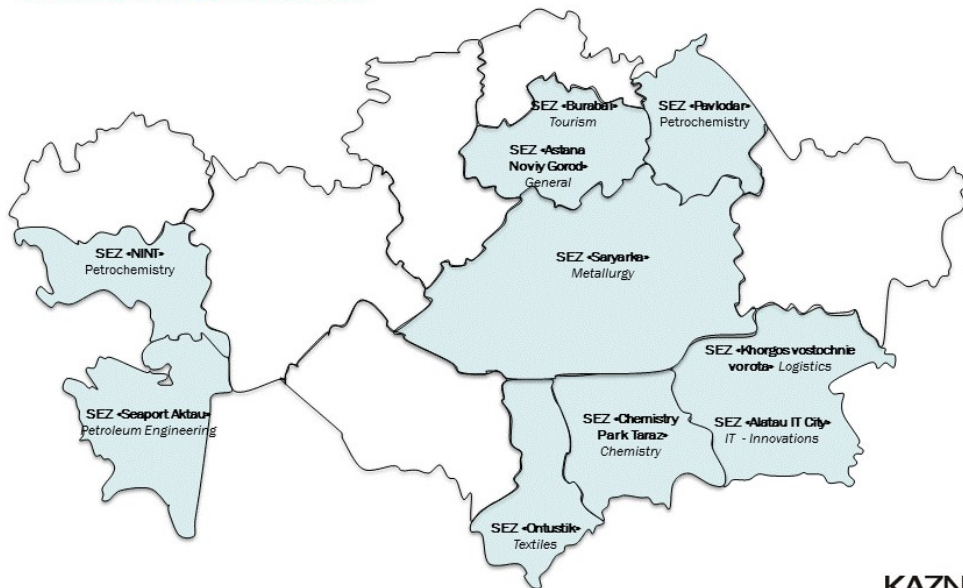 SEZ «Burabai»
Tourism
SEZ «Pavlodar»
Petrochemistry
SEZ «Astana
Noviy Gorod»
General
SEZ «NINT»
Petrochemistry
SEZ «Saryarka»
Metallurgy
SEZ «Khorgos vostochnie
vorota» Logistics
SEZ «Seaport Aktau»
Petroleum Engineering
SEZ «Chemistry
Park Taraz»
Chemistry
SEZ «Alatau IT City»
IT - Innovations
SEZ «Ontustik»
Textiles